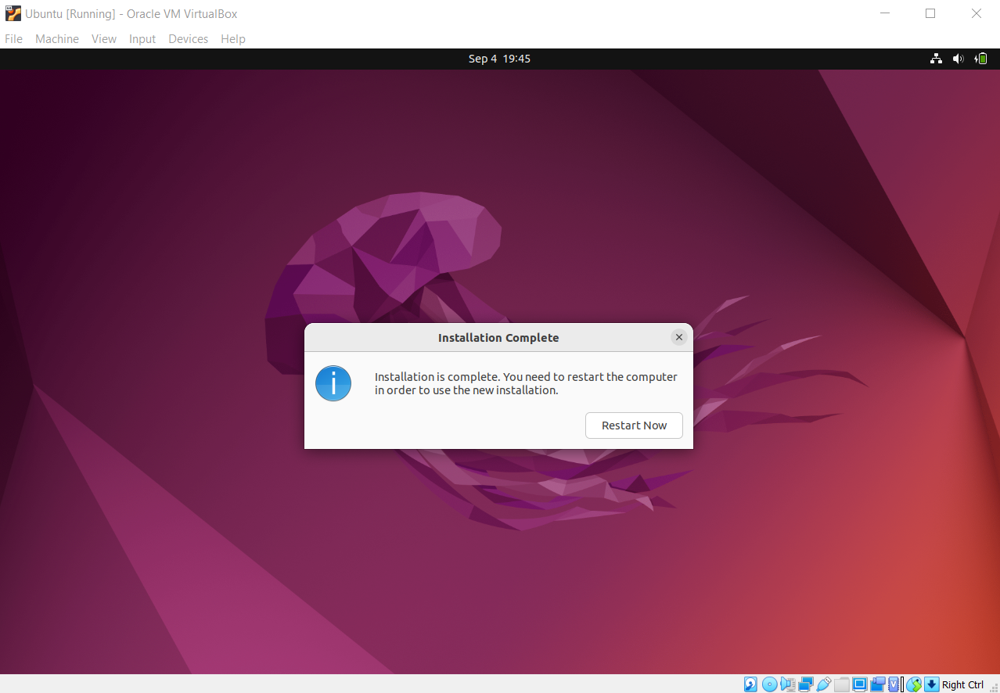 Ubuntu [Running] - Oracle VM VirtualBox
File Machine View Input Devices Help
Sep 4 19:45
Installation Complete
Installation is complete. You need to restart the computer
in order to use the new installation.
Restart Now
Right Ctrl